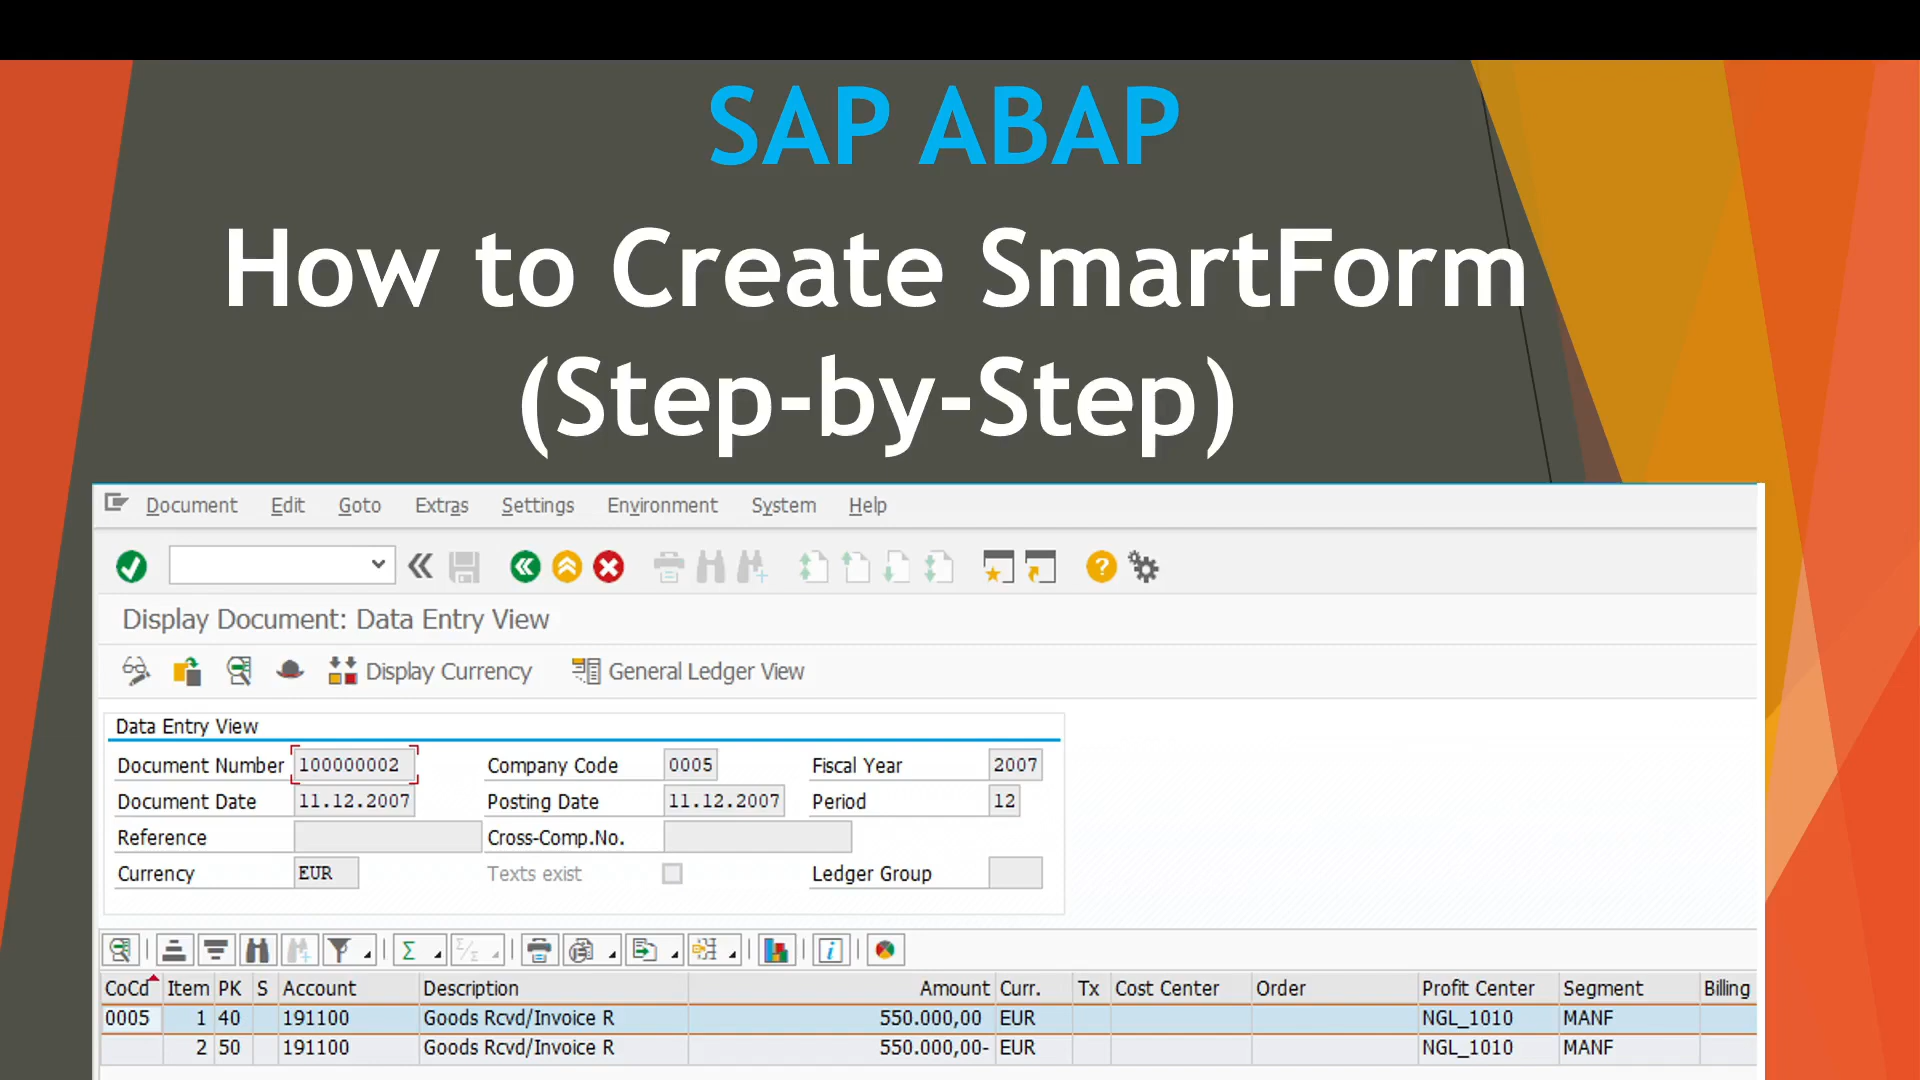 SAP ABAP
How to Create SmartForm
(Step-by-Step)
Document Edit Goto Extras Settings Environment System Help
Display Document: Data Entry View
Display Currency General Ledger View
Data Entry View
Document Number 100000002 Company Code 0005 Fiscal Year 2007
Document Date 11.12.2007 Posting Date 11.12.2007 Period 12
Reference Cross-Comp.No.
Currency EUR Texts exist Ledger Group
CoCd Item PK S Account Description Amount Curr. Tx Cost Center Order Profit Center Segment Billing
0005 1 40 191100 Goods Rcvd/Invoice R 550.000,00 EUR NGL_1010 MANF
2 50 191100 Goods Rcvd/Invoice R 550.000,00- EUR NGL_1010 MANF